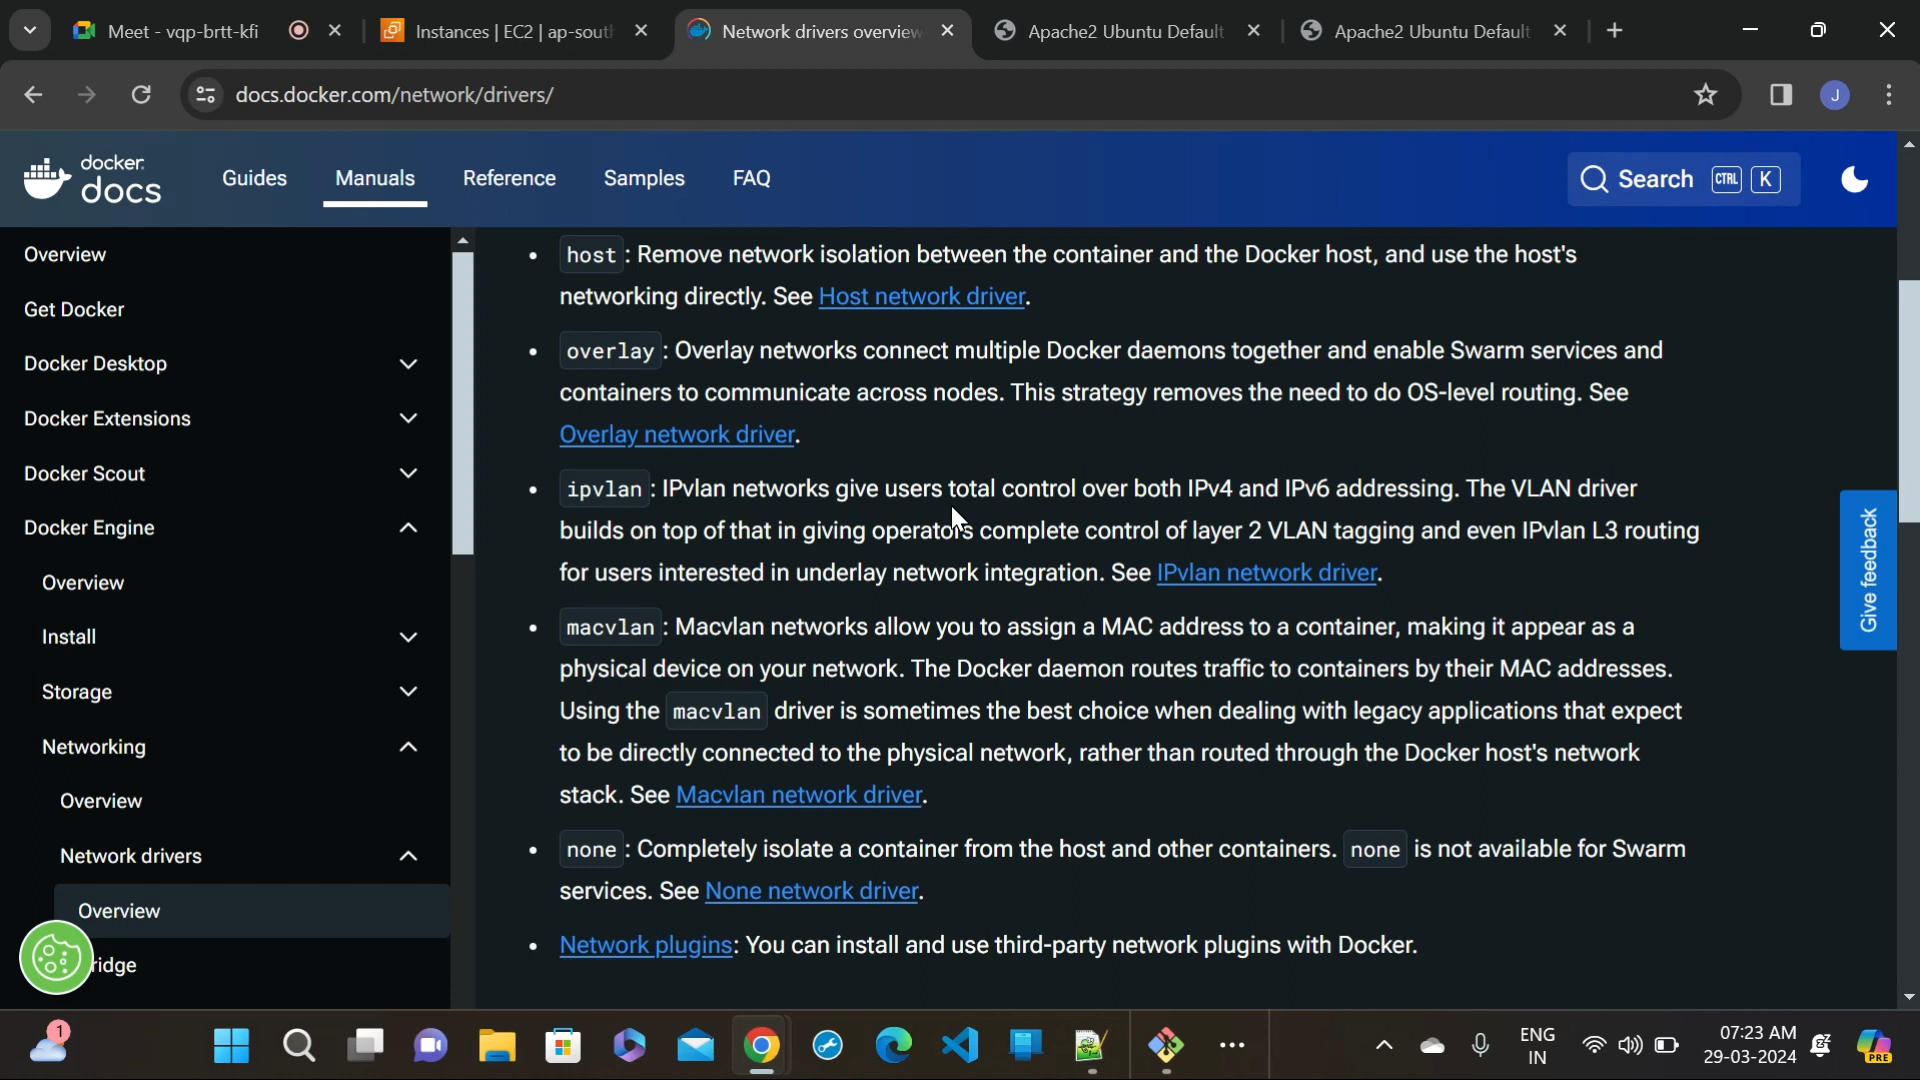 Meet - vqp-brtt-kfi
Instances | EC2 | ap-sout
Network drivers overview
Apache2 Ubuntu Default
Apache2 Ubuntu Default
docs.docker.com/network/drivers/
J
docker
docs
Guides
Manuals
Reference
Samples
FAQ
Search CTRL K
Overview
Get Docker
Docker Desktop
Docker Extensions
Docker Scout
Docker Engine
Overview
Install
Storage
Networking
Overview
Network drivers
Overview
ridge
• host : Remove network isolation between the container and the Docker host, and use the host's
networking directly. See Host network driver.
• overlay : Overlay networks connect multiple Docker daemons together and enable Swarm services and
containers to communicate across nodes. This strategy removes the need to do OS-level routing. See
Overlay network driver.
• ipvlan : IPvlan networks give users total control over both IPv4 and IPv6 addressing. The VLAN driver
builds on top of that in giving operators complete control of layer 2 VLAN tagging and even IPvlan L3 routing
for users interested in underlay network integration. See IPvlan network driver.
• macvlan : Macvlan networks allow you to assign a MAC address to a container, making it appear as a
physical device on your network. The Docker daemon routes traffic to containers by their MAC addresses.
Using the macvlan driver is sometimes the best choice when dealing with legacy applications that expect
to be directly connected to the physical network, rather than routed through the Docker host's network
stack. See Macvlan network driver.
• none : Completely isolate a container from the host and other containers. none is not available for Swarm
services. See None network driver.
• Network plugins: You can install and use third-party network plugins with Docker.
Give feedback
1
ENG
IN
07:23 AM
29-03-2024
PRE